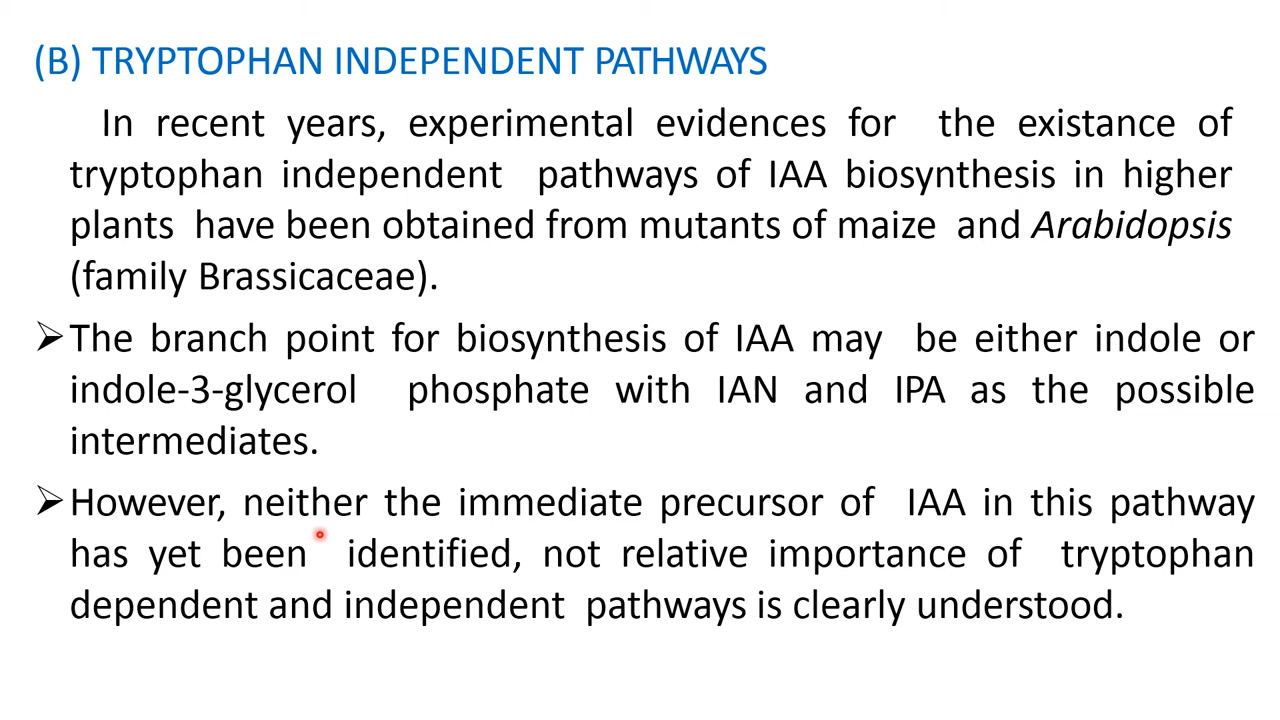 (B) TRYPTOPHAN INDEPENDENT PATHWAYS
In recent years, experimental evidences for the existance of
tryptophan independent pathways of IAA biosynthesis in higher
plants have been obtained from mutants of maize and Arabidopsis
(family Brassicaceae).
➢ The branch point for biosynthesis of IAA may be either indole or
indole-3-glycerol phosphate with IAN and IPA as the possible
intermediates.
➢ However, neither the immediate precursor of IAA in this pathway
has yet been identified, not relative importance of tryptophan
dependent and independent pathways is clearly understood.